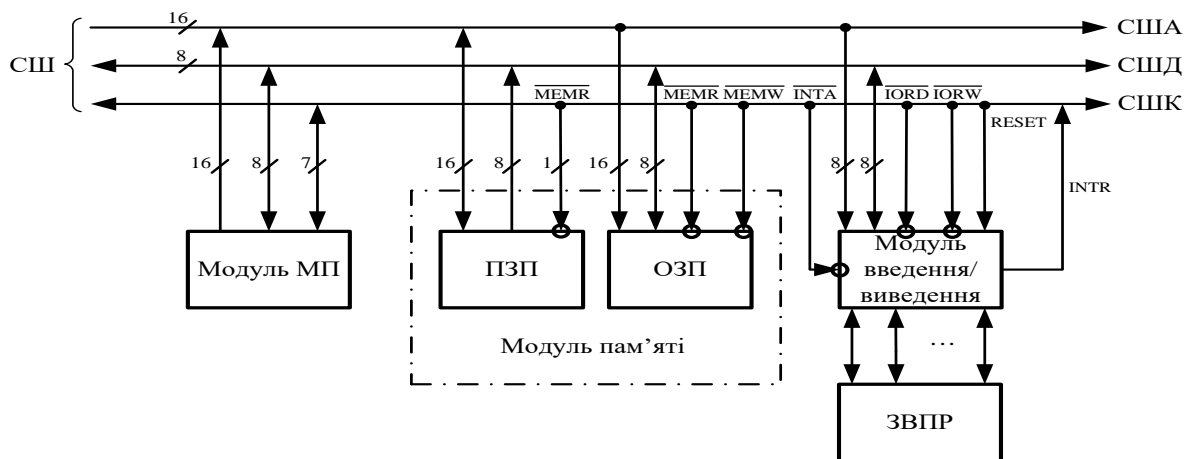 16
США
СШ
8
СШД
MEMR
MEMR
MEMW
INTA
IORD
IORW
СШК
RESET
16
8
7
16
8
1
16
8
8
8
INTR
Модуль МП
ПЗП
ОЗП
Модуль
введення/
виведення
Модуль пам’яті
...
ЗВПР